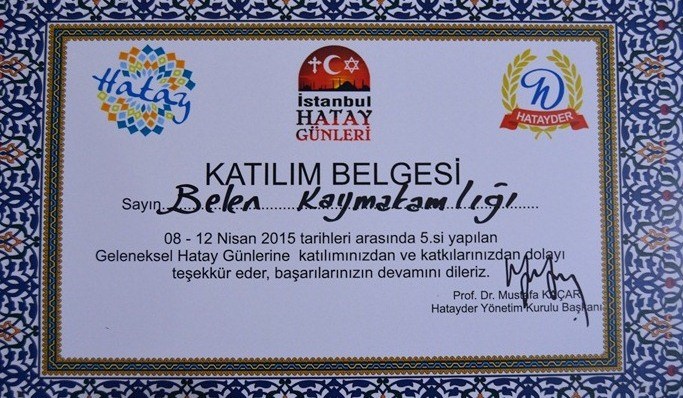 Hatay
İstanbul
HATAY
GÜNLERİ
HATAYDER
KATILIM BELGESİ
Sayın Belen Kaymakamlığı
08 - 12 Nisan 2015 tarihleri arasında 5.si yapılan
Geleneksel Hatay Günlerine katılımınızdan ve katkılarınızdan dolayı
teşekkür eder, başarılarınızın devamını dileriz.
Prof. Dr. Mustafa KAÇAR
Hatayder Yönetim Kurulu Başkanı